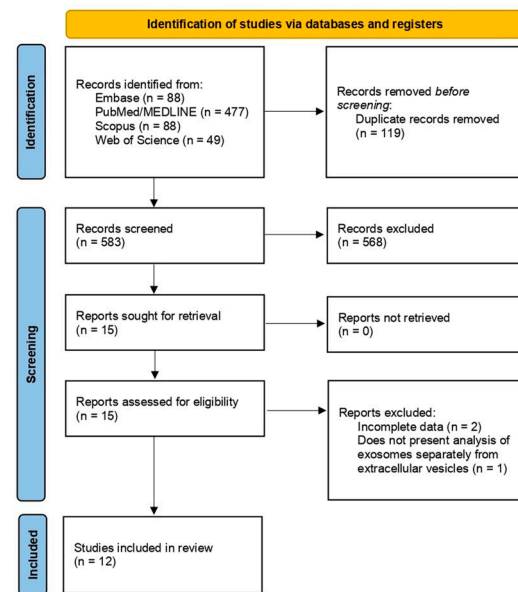 Identification of studies via databases and registers
Identification
Records identified from:
Embase (n = 88)
PubMed/MEDLINE (n = 477)
Scopus (n = 88)
Web of Science (n = 49)
Records removed before
screening:
Duplicate records removed
(n = 119)
Screening
Records screened
(n = 583)
Records excluded
(n = 568)
Reports sought for retrieval
(n = 15)
Reports not retrieved
(n = 0)
Reports assessed for eligibility
(n = 15)
Reports excluded:
Incomplete data (n = 2)
Does not present analysis of
exosomes separately from
extracellular vesicles (n = 1)
Included
Studies included in review
(n = 12)